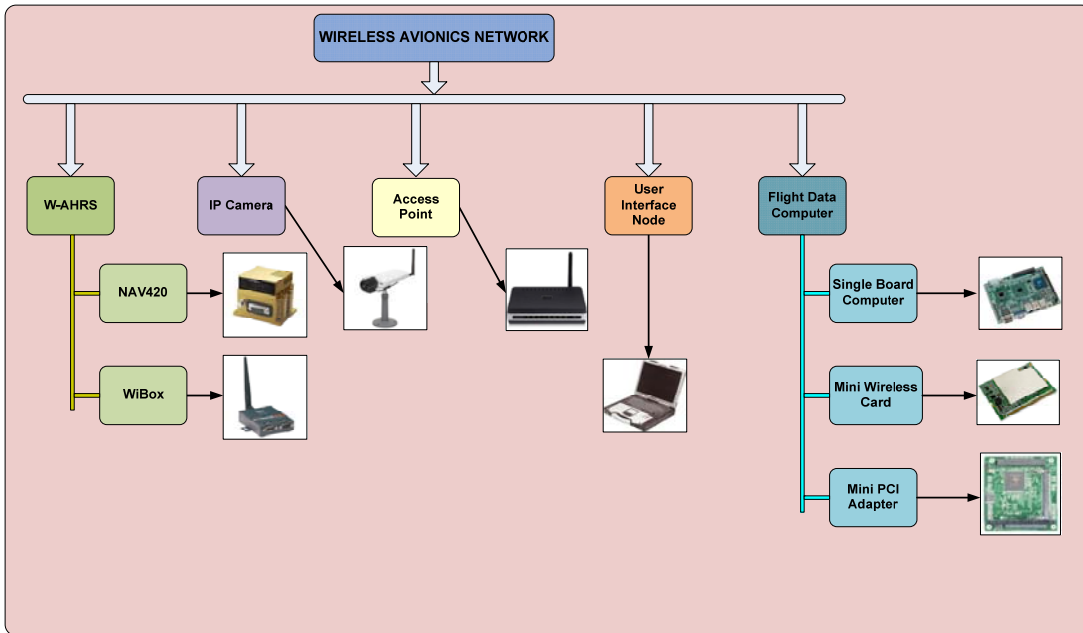 WIRELESS AVIONICS NETWORK
W-AHRS
IP Camera
Access
Point
User
Interface
Node
Flight Data
Computer
NAV420
Single Board
Computer
WiBox
Mini Wireless
Card
Mini PCI
Adapter